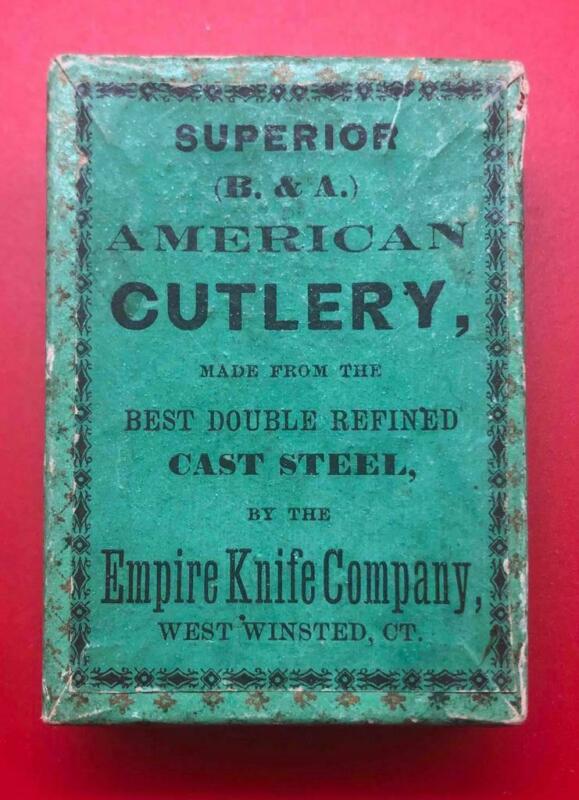 SUPERIOR
(B. & A.)
AMERICAN
CUTLERY,
MADE FROM THE
BEST DOUBLE REFINED
CAST STEEL,
BY THE
Empire Knife Company,
WEST WINSTED, CT.